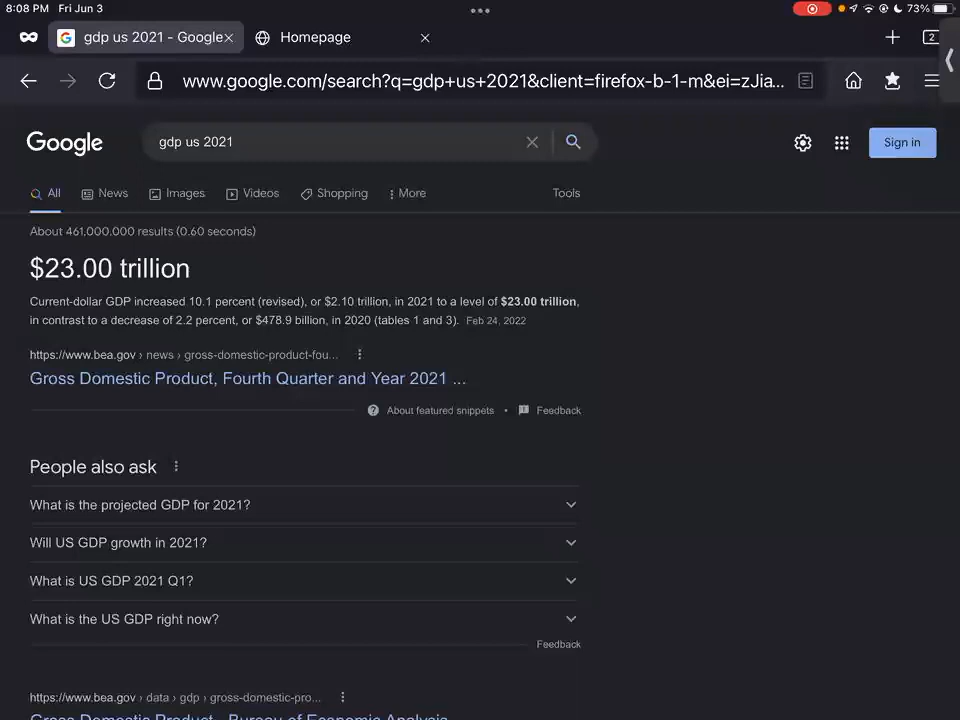 8:08 PM Fri Jun 3
73%
gdp us 2021 - Google
Homepage
2
www.google.com/search?q=gdp+us+2021&client=firefox-b-1-m&ei=zJia...
Google
gdp us 2021
Sign in
All News Images Videos Shopping More Tools
About 461,000,000 results (0.60 seconds)
$23.00 trillion
Current-dollar GDP increased 10.1 percent (revised), or $2.10 trillion, in 2021 to a level of $23.00 trillion,
in contrast to a decrease of 2.2 percent, or $478.9 billion, in 2020 (tables 1 and 3). Feb 24, 2022
https://www.bea.gov › news › gross-domestic-product-fou...
Gross Domestic Product, Fourth Quarter and Year 2021 ...
About featured snippets • Feedback
People also ask
What is the projected GDP for 2021?
Will US GDP growth in 2021?
What is US GDP 2021 Q1?
What is the US GDP right now?
Feedback
https://www.bea.gov › data › gdp › gross-domestic-pro...
Gross Domestic Product - Bureau of Economic Analysis